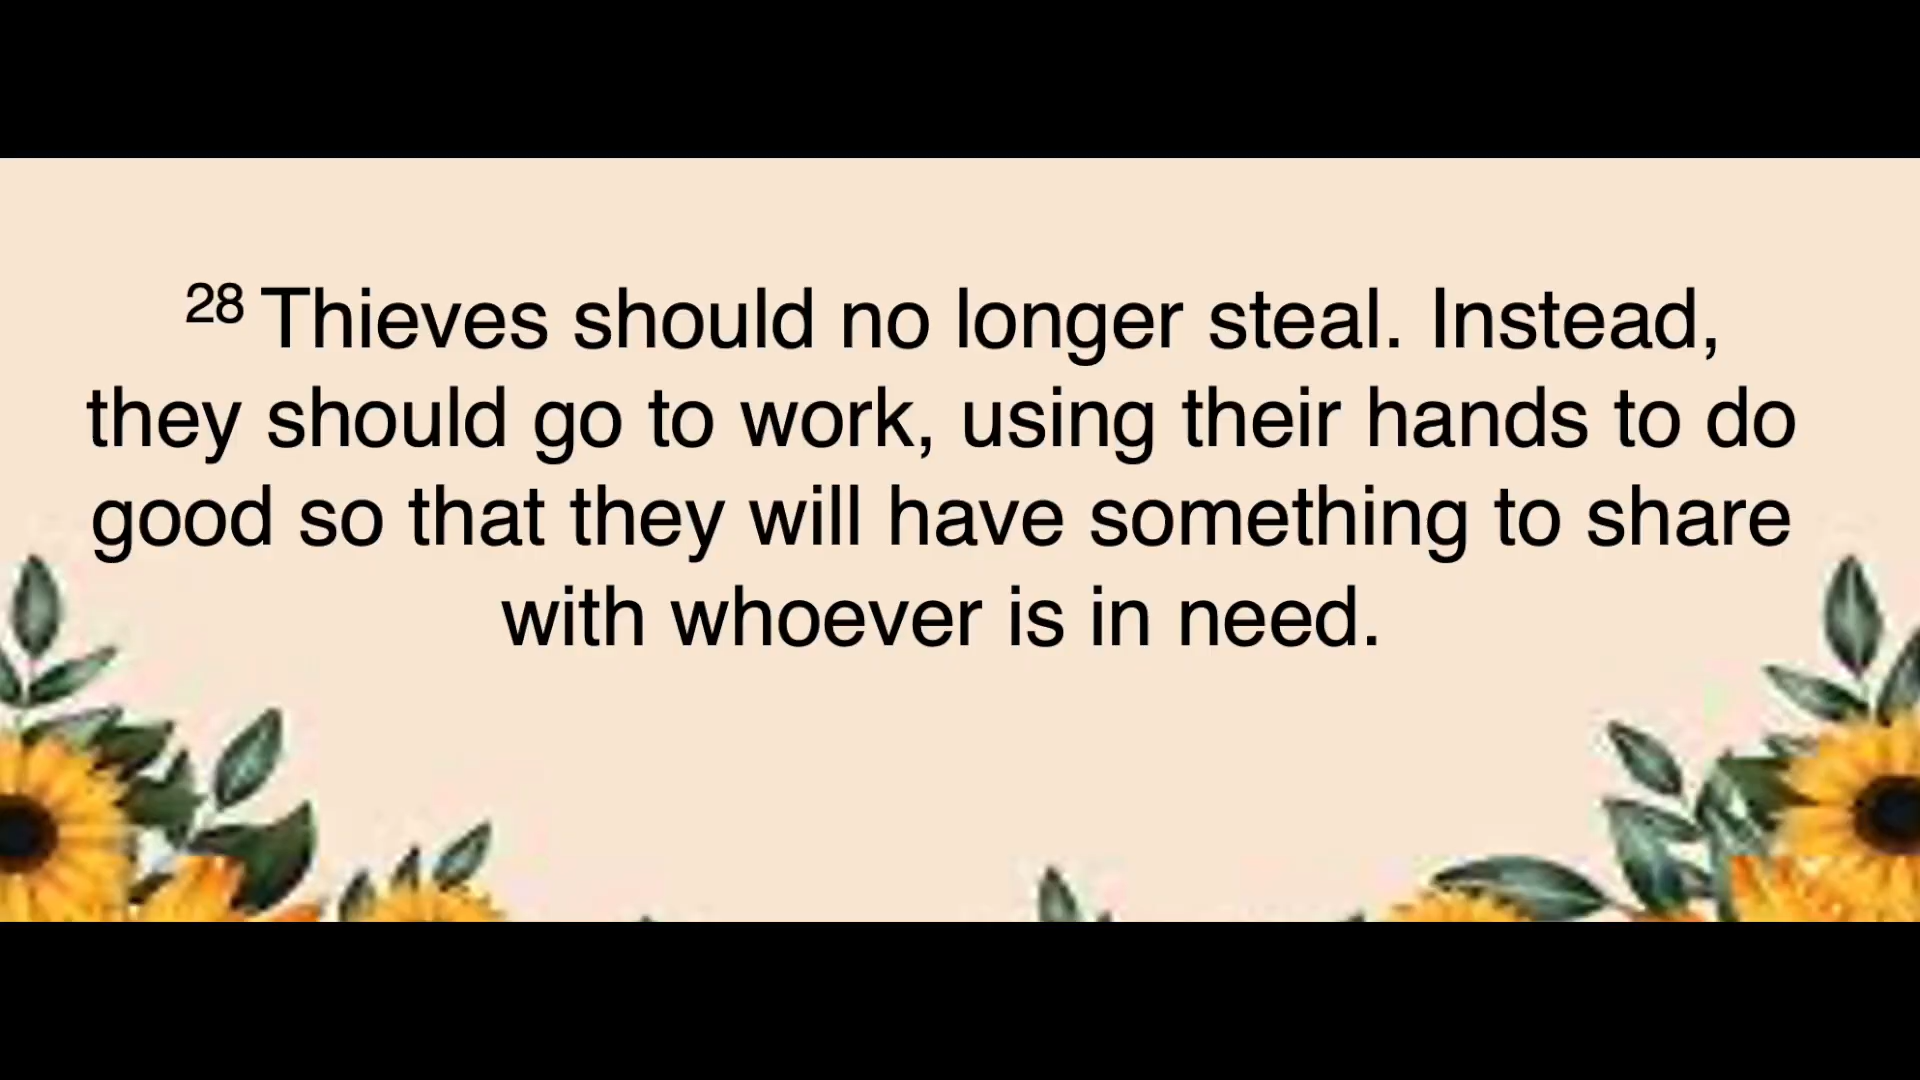 28 Thieves should no longer steal. Instead,
they should go to work, using their hands to do
good so that they will have something to share
with whoever is in need.